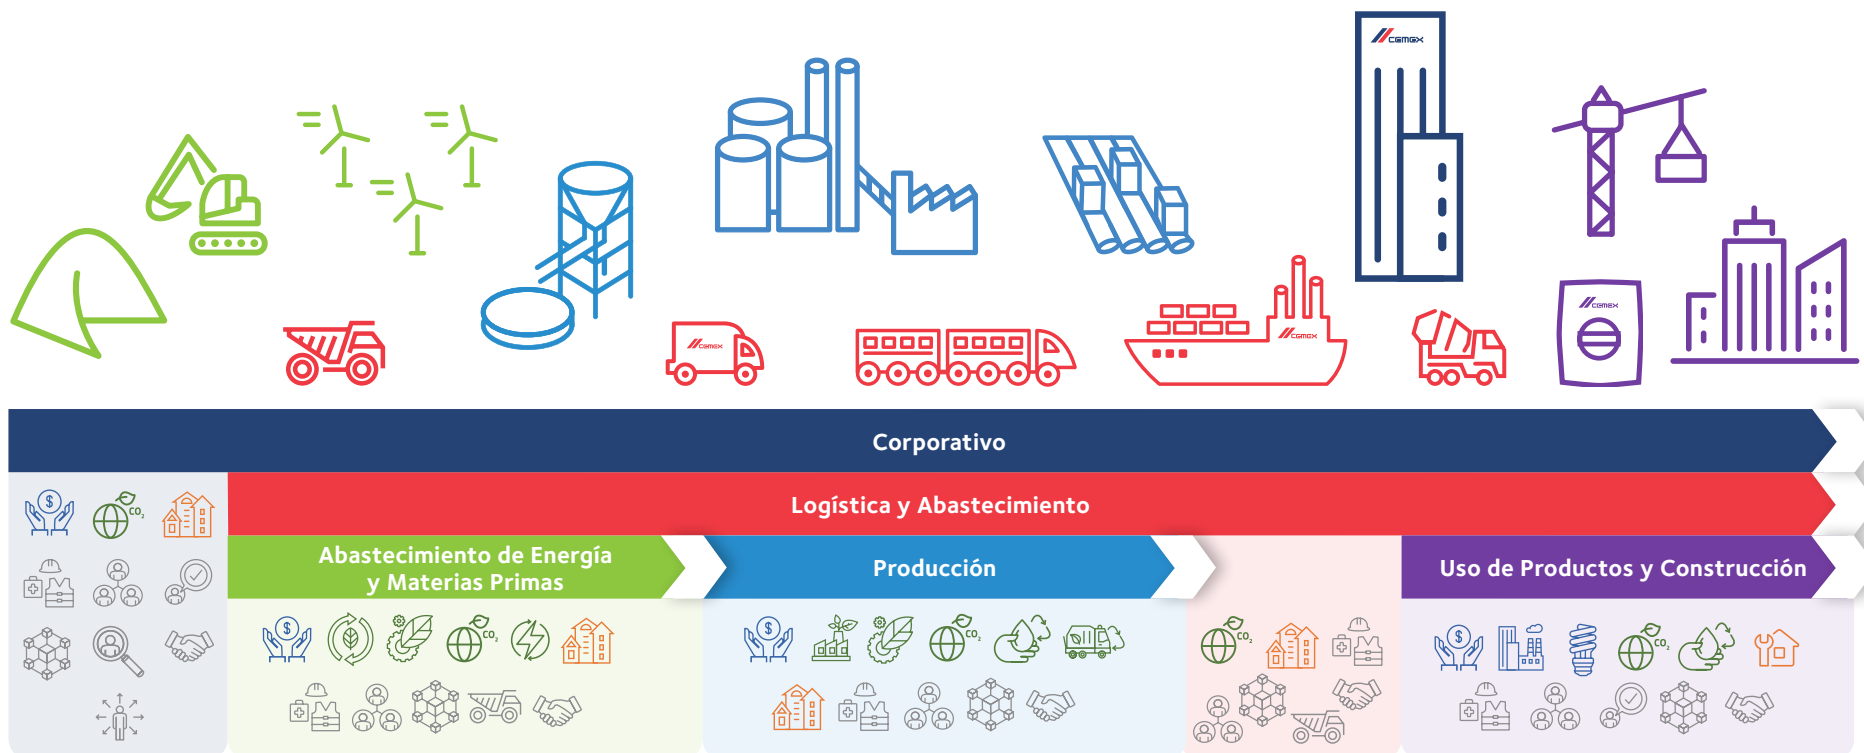 CEMEX
CEMEX
CEMEX
CEMEX
Corporativo
Logística y Abastecimiento
Abastecimiento de Energía
y Materias Primas
Producción
Uso de Productos y Construcción
$
CO₂
$
CO₂
$
CO₂
CO₂
$
CO₂